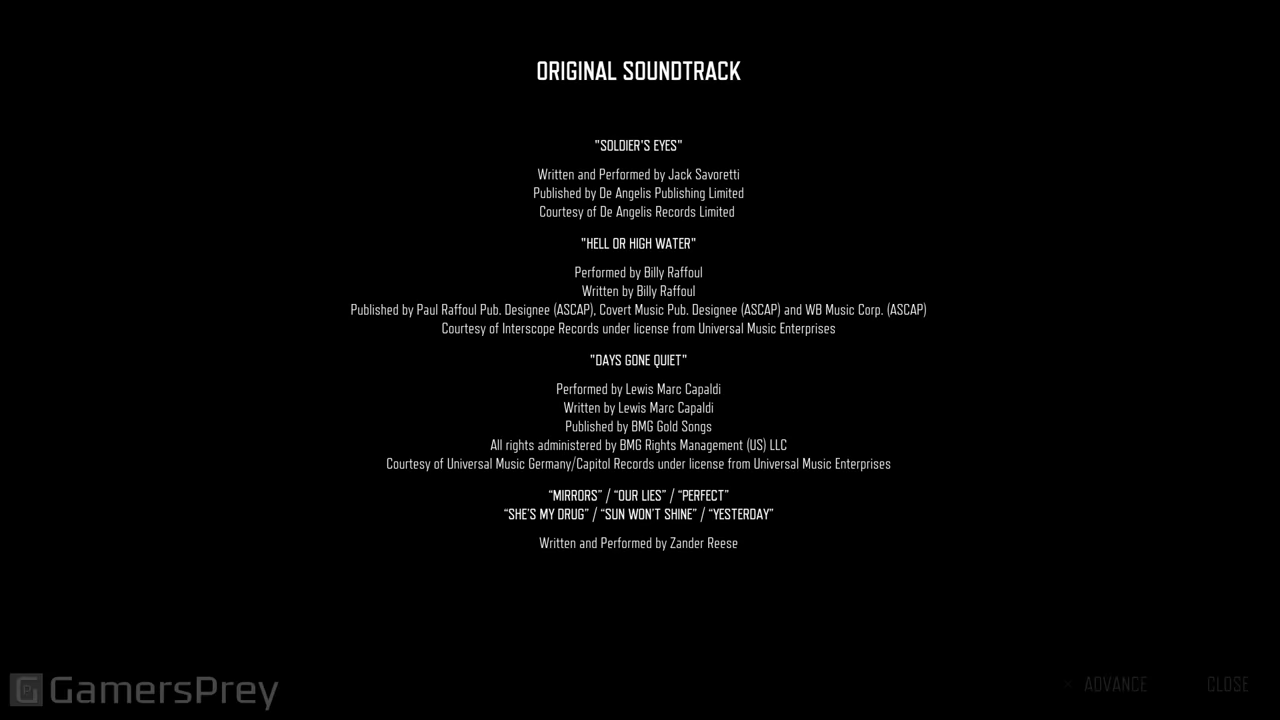 ORIGINAL SOUNDTRACK
"SOLDIER'S EYES"
Written and Performed by Jack Savoretti
Published by De Angelis Publishing Limited
Courtesy of De Angelis Records Limited
"HELL OR HIGH WATER"
Performed by Billy Raffoul
Written by Billy Raffoul
Published by Paul Raffoul Pub. Designee (ASCAP), Covert Music Pub. Designee (ASCAP) and WB Music Corp. (ASCAP)
Courtesy of Interscope Records under license from Universal Music Enterprises
"DAYS GONE QUIET"
Performed by Lewis Marc Capaldi
Written by Lewis Marc Capaldi
Published by BMG Gold Songs
All rights administered by BMG Rights Management (US) LLC
Courtesy of Universal Music Germany/Capitol Records under license from Universal Music Enterprises
“MIRRORS” / “OUR LIES” / “PERFECT”
“SHE'S MY DRUG” / “SUN WON'T SHINE” / “YESTERDAY”
Written and Performed by Zander Reese
GamersPrey
ADVANCE CLOSE